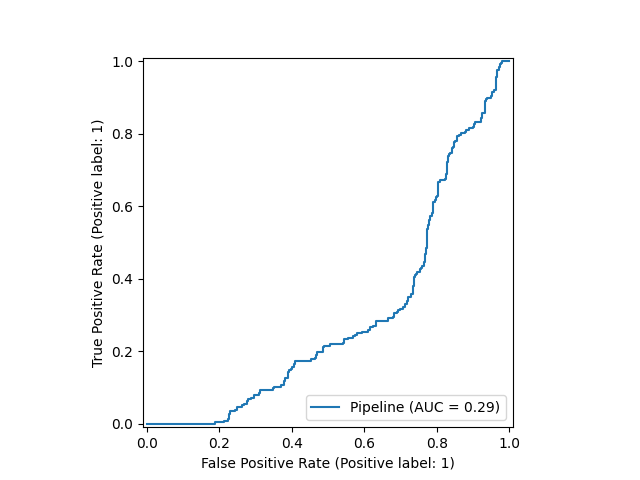 1.0
0.8
0.6
0.4
0.2
0.0
True Positive Rate (Positive label: 1)
Pipeline (AUC = 0.29)
0.0 0.2 0.4 0.6 0.8 1.0
False Positive Rate (Positive label: 1)